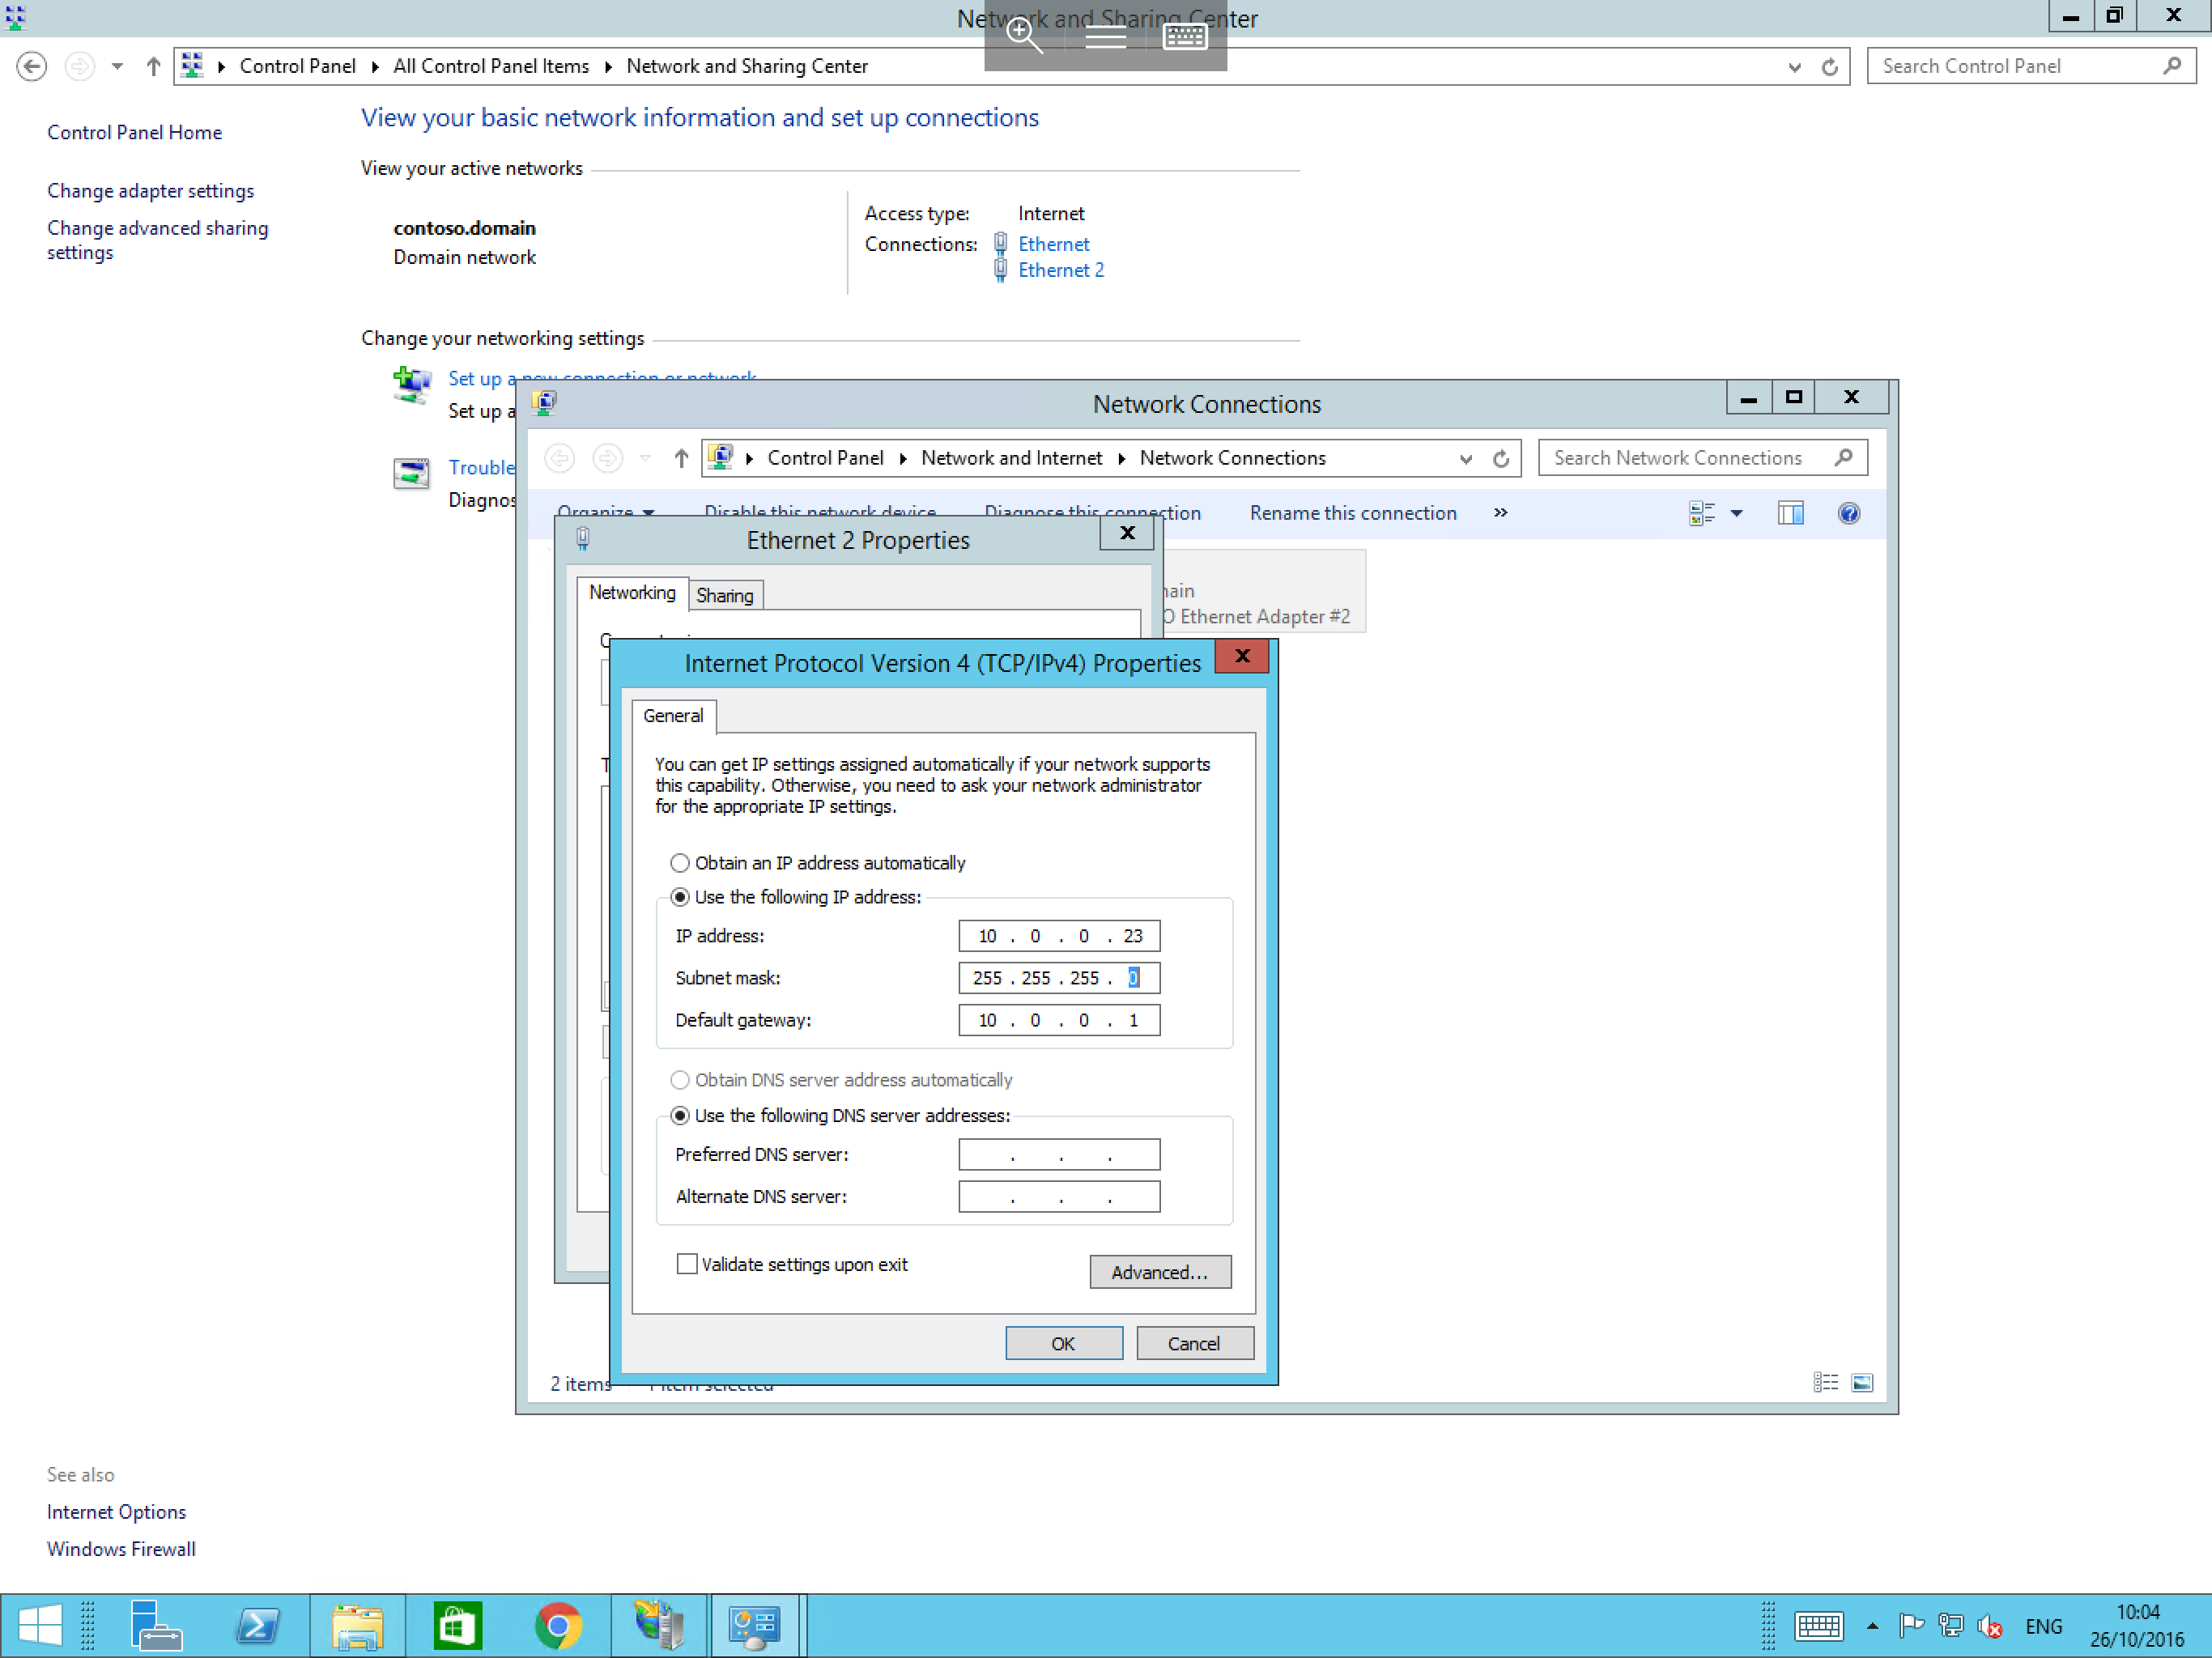 Network and Sharing Center
Control Panel
All Control Panel Items
Network and Sharing Center
Search Control Panel
Control Panel Home
Change adapter settings
Change advanced sharing
settings
View your basic network information and set up connections
View your active networks
contoso.domain
Domain network
Access type: Internet
Connections: Ethernet
Ethernet 2
Change your networking settings
Set up a new connection or network
Set up a
Trouble
Diagnos
Network Connections
Control Panel
Network and Internet
Network Connections
Search Network Connections
Organize
Disable this network device
Diagnose this connection
Rename this connection
»
Ethernet 2 Properties
Networking
Sharing
main
O Ethernet Adapter #2
Internet Protocol Version 4 (TCP/IPv4) Properties
General
You can get IP settings assigned automatically if your network supports
this capability. Otherwise, you need to ask your network administrator
for the appropriate IP settings.
Obtain an IP address automatically
Use the following IP address:
IP address: 10 . 0 . 0 . 23
Subnet mask: 255 . 255 . 255 . 0
Default gateway: 10 . 0 . 0 . 1
Obtain DNS server address automatically
Use the following DNS server addresses:
Preferred DNS server: . . .
Alternate DNS server: . . .
Validate settings upon exit
Advanced...
OK
Cancel
2 items
1 item selected
See also
Internet Options
Windows Firewall
ENG
10:04
26/10/2016